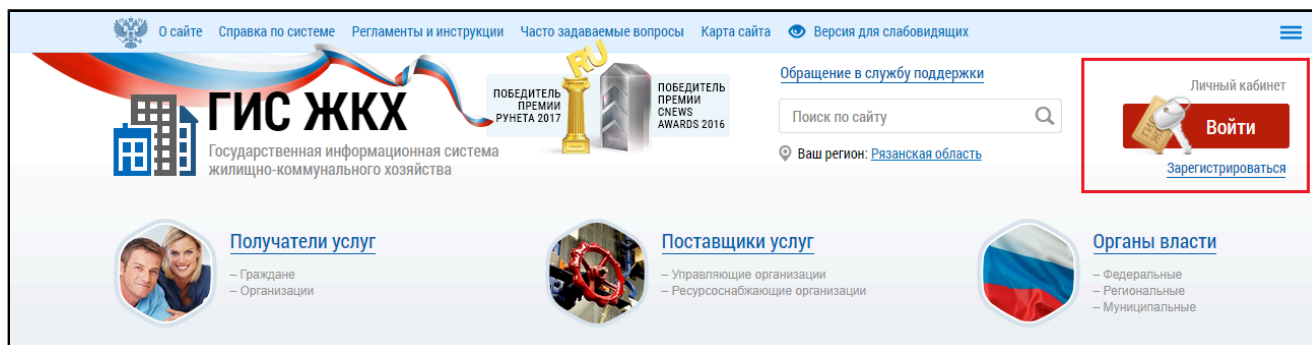 О сайте Справка по системе Регламенты и инструкции Часто задаваемые вопросы Карта сайта Версия для слабовидящих
ГИС ЖКХ
Государственная информационная система
жилищно-коммунального хозяйства
ПОБЕДИТЕЛЬ
ПРЕМИИ
РУНЕТА 2017
RU
ПОБЕДИТЕЛЬ
ПРЕМИИ
CNEWS
AWARDS 2016
Обращение в службу поддержки
Поиск по сайту
Ваш регион: Рязанская область
Личный кабинет
Войти
Зарегистрироваться
Получатели услуг
– Граждане
– Организации
Поставщики услуг
– Управляющие организации
– Ресурсоснабжающие организации
Органы власти
– Федеральные
– Региональные
– Муниципальные